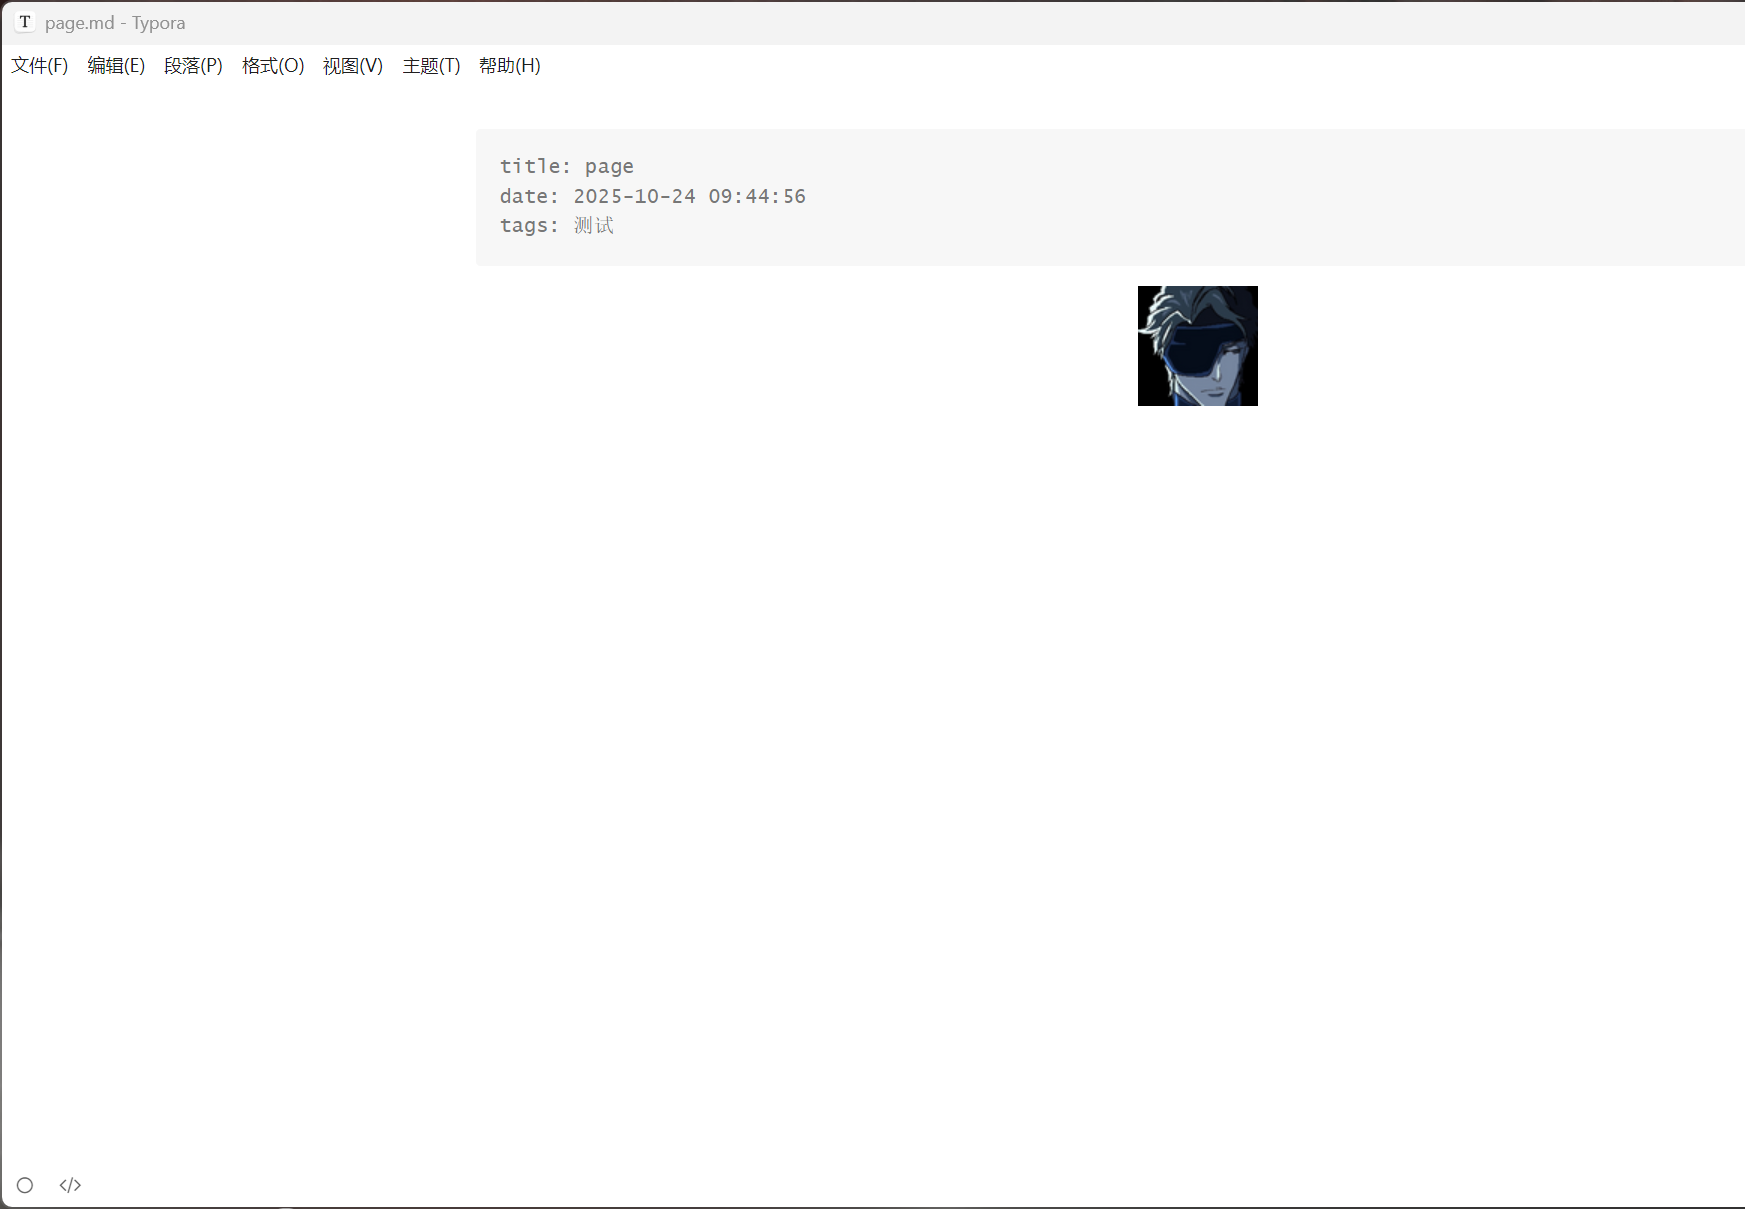 T page.md - Typora
文件(F) 编辑(E) 段落(P) 格式(O) 视图(V) 主题(T) 帮助(H)
title: page
date: 2025-10-24 09:44:56
tags: 测试
</>